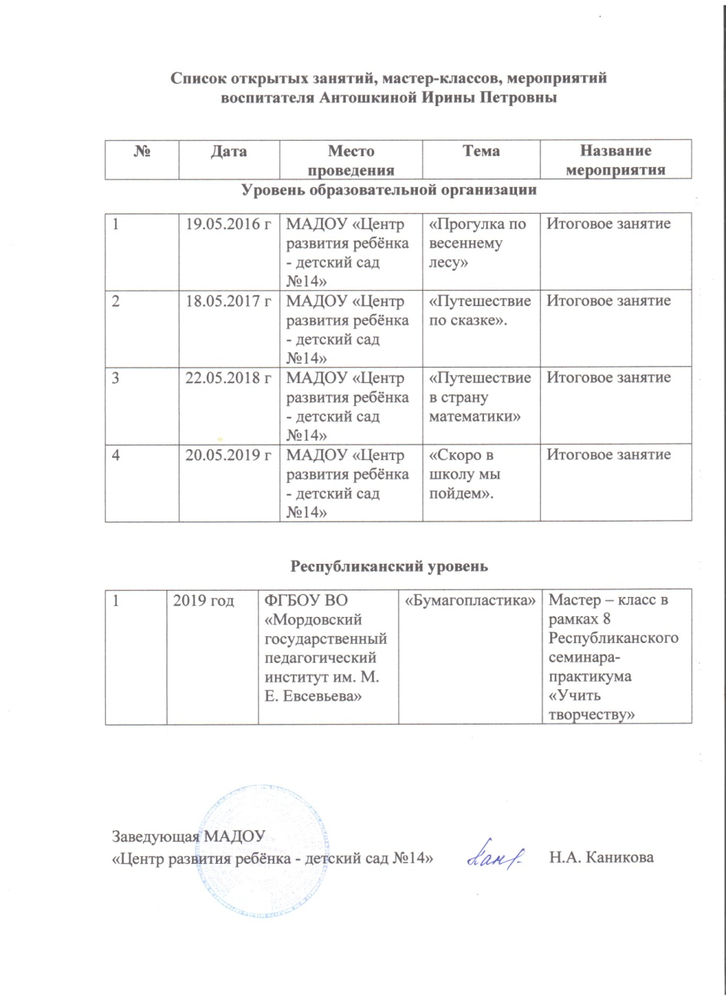 Список открытых занятий, мастер-классов, мероприятий
воспитателя Антошкиной Ирины Петровны
№ Дата Место Тема Название
проведения мероприятия
Уровень образовательной организации
1 19.05.2016 г МАДОУ «Центр «Прогулка по Итоговое занятие
развития ребёнка весеннему
- детский сад лесу»
№14»
2 18.05.2017 г МАДОУ «Центр «Путешествие Итоговое занятие
развития ребёнка по сказке».
- детский сад
№14»
3 22.05.2018 г МАДОУ «Центр «Путешествие Итоговое занятие
развития ребёнка в страну
- детский сад математики»
№14»
4 20.05.2019 г МАДОУ «Центр «Скоро в Итоговое занятие
развития ребёнка школу мы
- детский сад пойдем».
№14»
Республиканский уровень
1 2019 год ФГБОУ ВО «Бумагопластика» Мастер – класс в
«Мордовский рамках 8
государственный Республиканского
педагогический семинара-
институт им. М. практикума
Е. Евсевьева» «Учить
творчеству»
Заведующая МАДОУ
«Центр развития ребёнка - детский сад №14» Н.А. Каникова